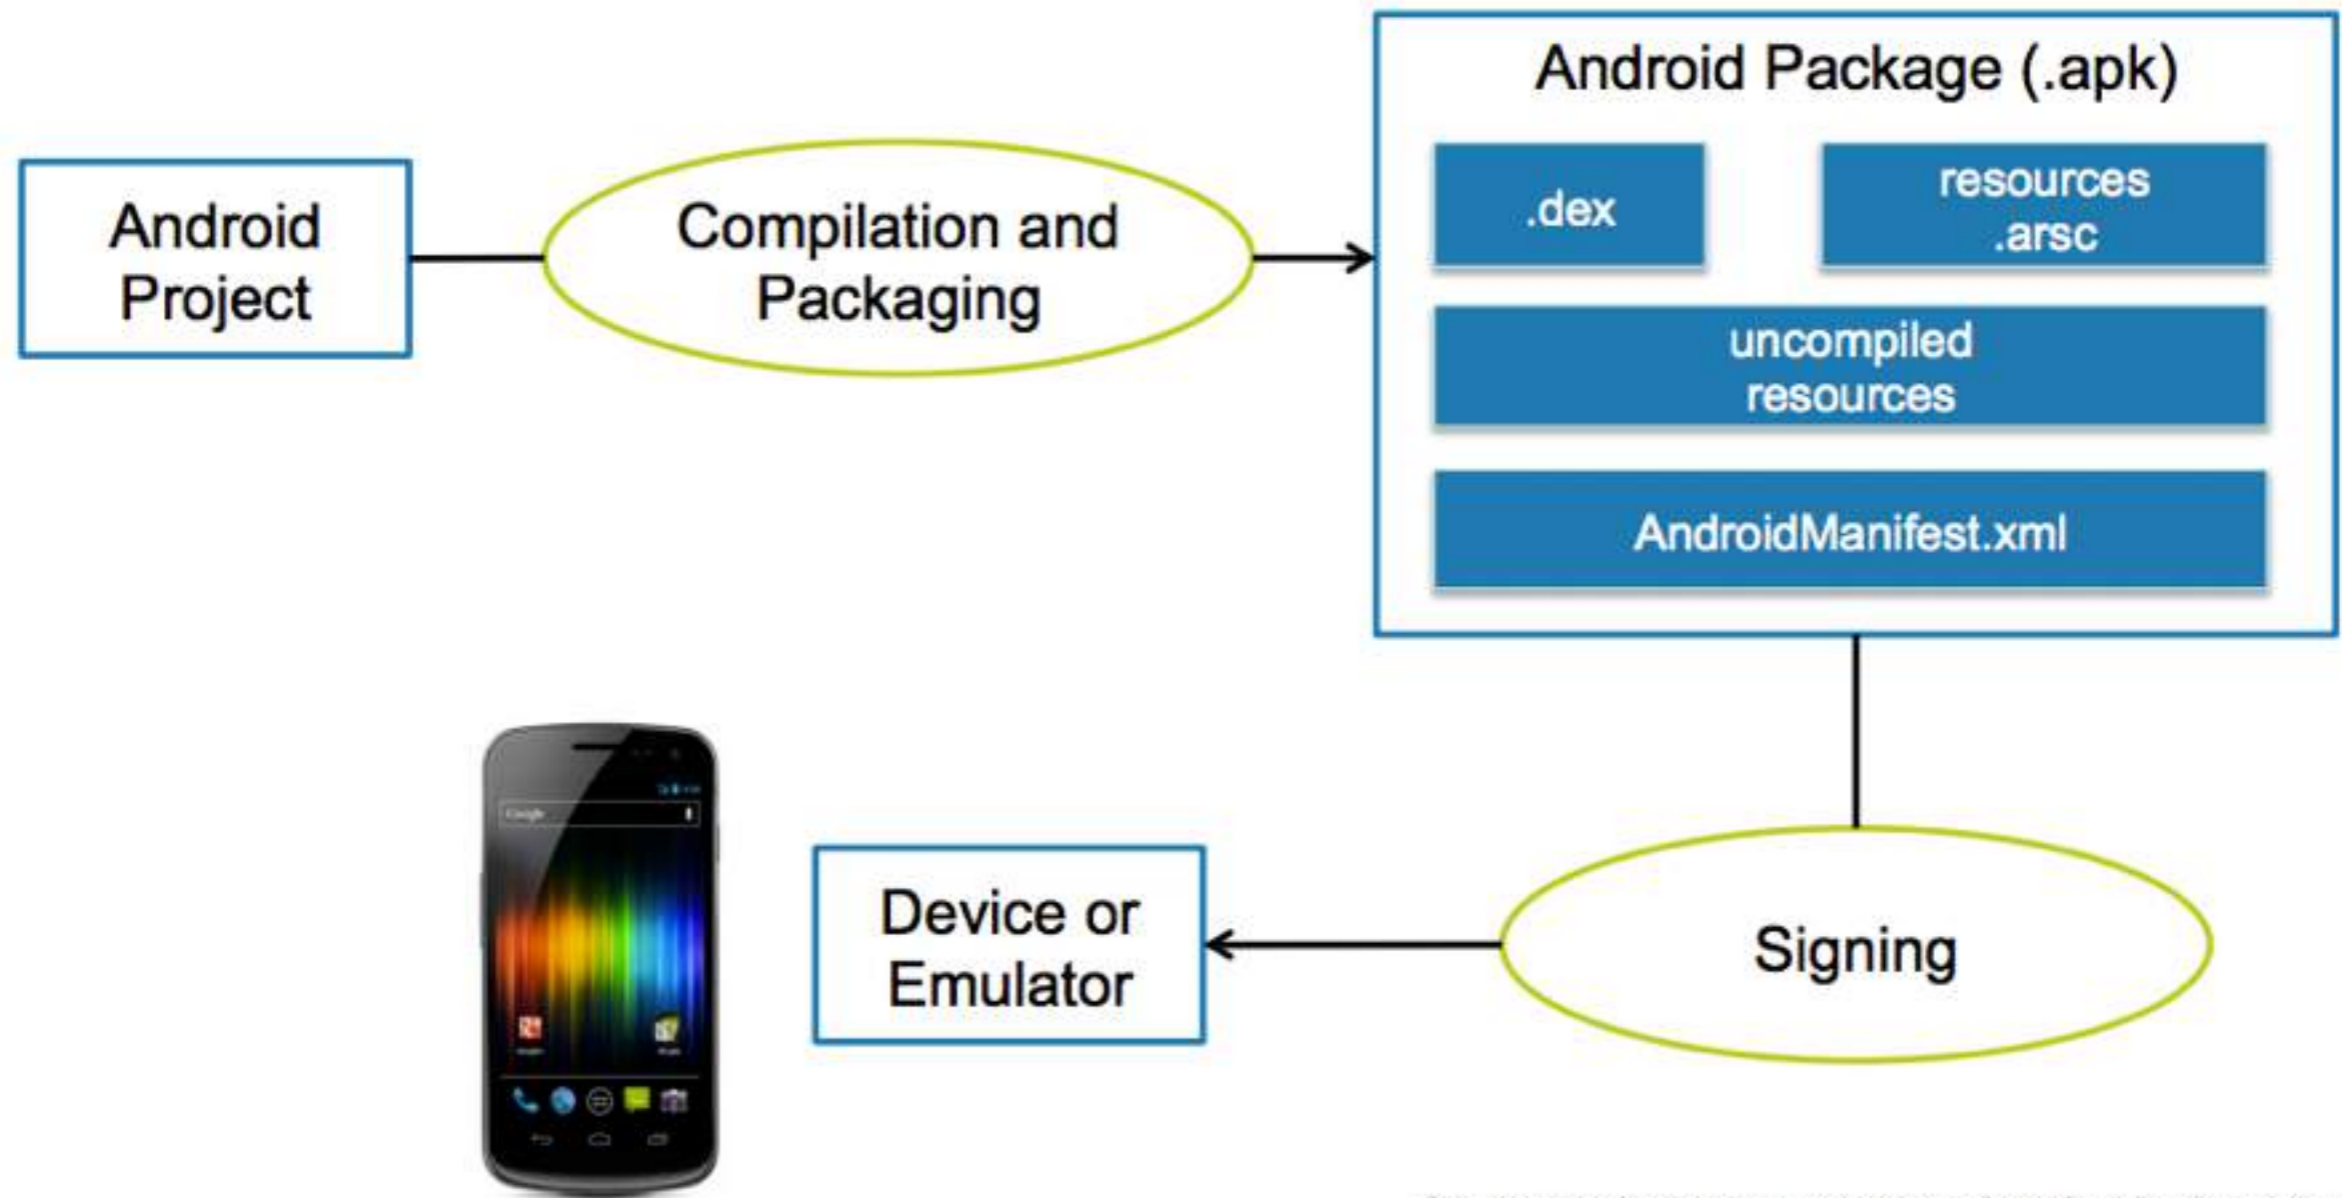 Android Package (.apk)
.dex
resources
.arsc
Android
Project
Compilation and
Packaging
uncompiled
resources
AndroidManifest.xml
Google
Device or
Emulator
Signing